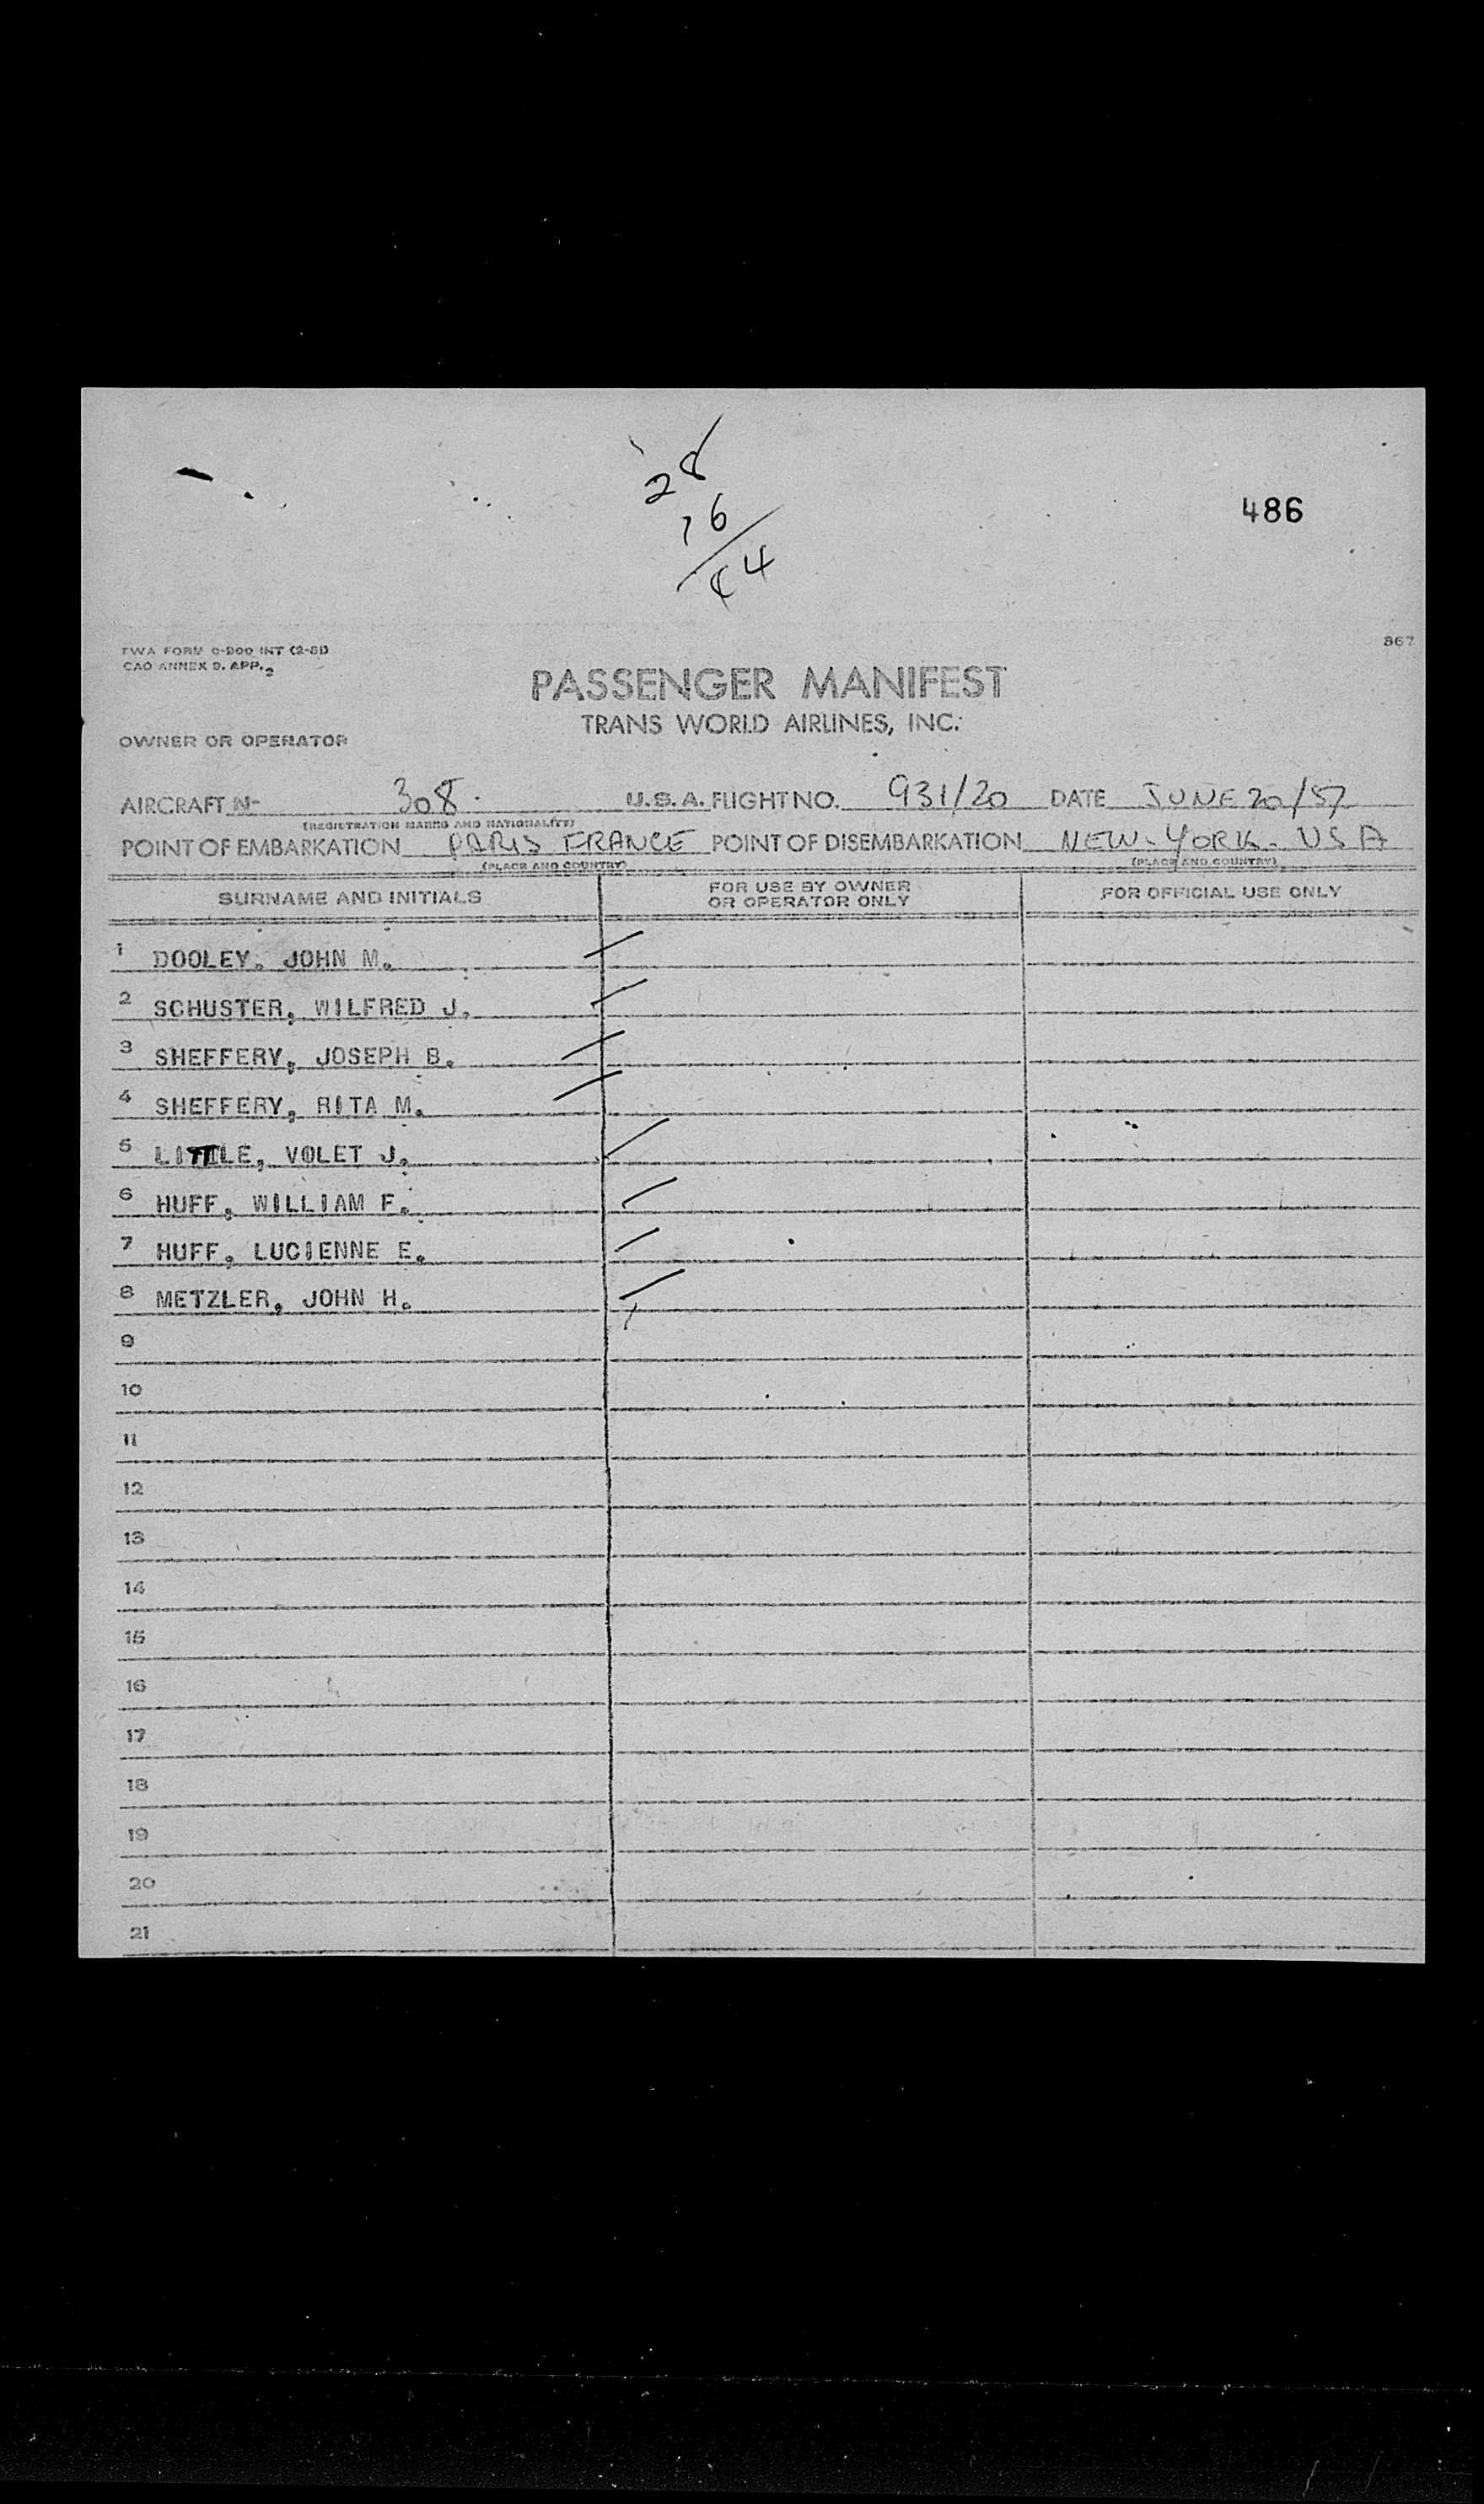 28
16
44
486
867
TWA FORM O-900 INT (2-51)
CAO ANNEX 9. APP. 2
PASSENGER MANIFEST
TRANS WORLD AIRLINES, INC.
OWNER OR OPERATOR
AIRCRAFT N- 308. U.S.A. FLIGHT NO. 931/20 DATE JUNE 20/57
(REGISTRATION MARKS AND NATIONALITY)
POINT OF EMBARKATION PARIS FRANCE POINT OF DISEMBARKATION NEW-YORK-USA
(PLACE AND COUNTRY) (PLACE AND COUNTRY)
SURNAME AND INITIALS FOR USE BY OWNER OR OPERATOR ONLY FOR OFFICIAL USE ONLY
1 DOOLEY, JOHN M.
2 SCHUSTER, WILFRED J.
3 SHEFFERY, JOSEPH B.
4 SHEFFERY, RITA M.
5 LITTLE, VOLET J.
6 HUFF, WILLIAM F.
7 HUFF, LUCIENNE E.
8 METZLER, JOHN H.
9
10
11
12
13
14
15
16
17
18
19
20
21